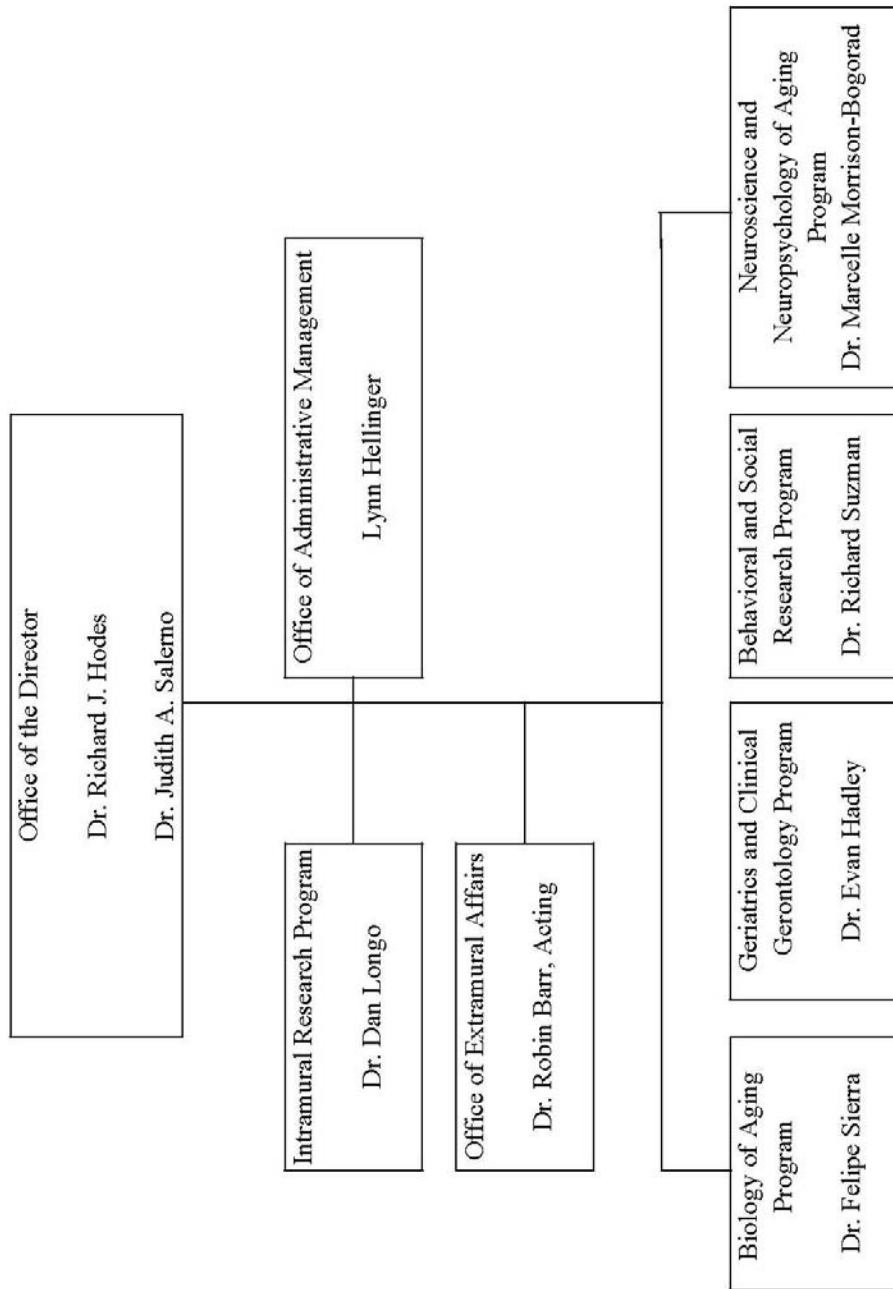 Office of the Director
Dr. Richard J. Hodes
Dr. Judith A. Salerno
Intramural Research Program
Dr. Dan Longo
Office of Administrative Management
Lynn Hellinger
Office of Extramural Affairs
Dr. Robin Barr, Acting
Biology of Aging
Program
Dr. Felipe Sierra
Geriatrics and Clinical
Gerontology Program
Dr. Evan Hadley
Behavioral and Social
Research Program
Dr. Richard Suzman
Neuroscience and
Neuropsychology of Aging
Program
Dr. Marcelle Morrison-Bogorad